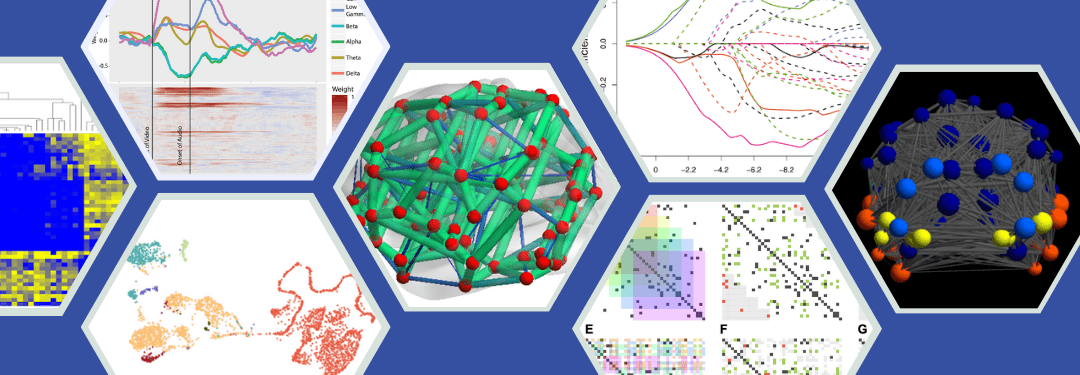 Low
Gamm.
Beta
Alpha
Theta
Delta
Weight
1
0.0
-0.5
of Video
Onset of Audio
0.0
-0.2
0
−2.2
−4.2
−6.2
−8.2
E
F
G